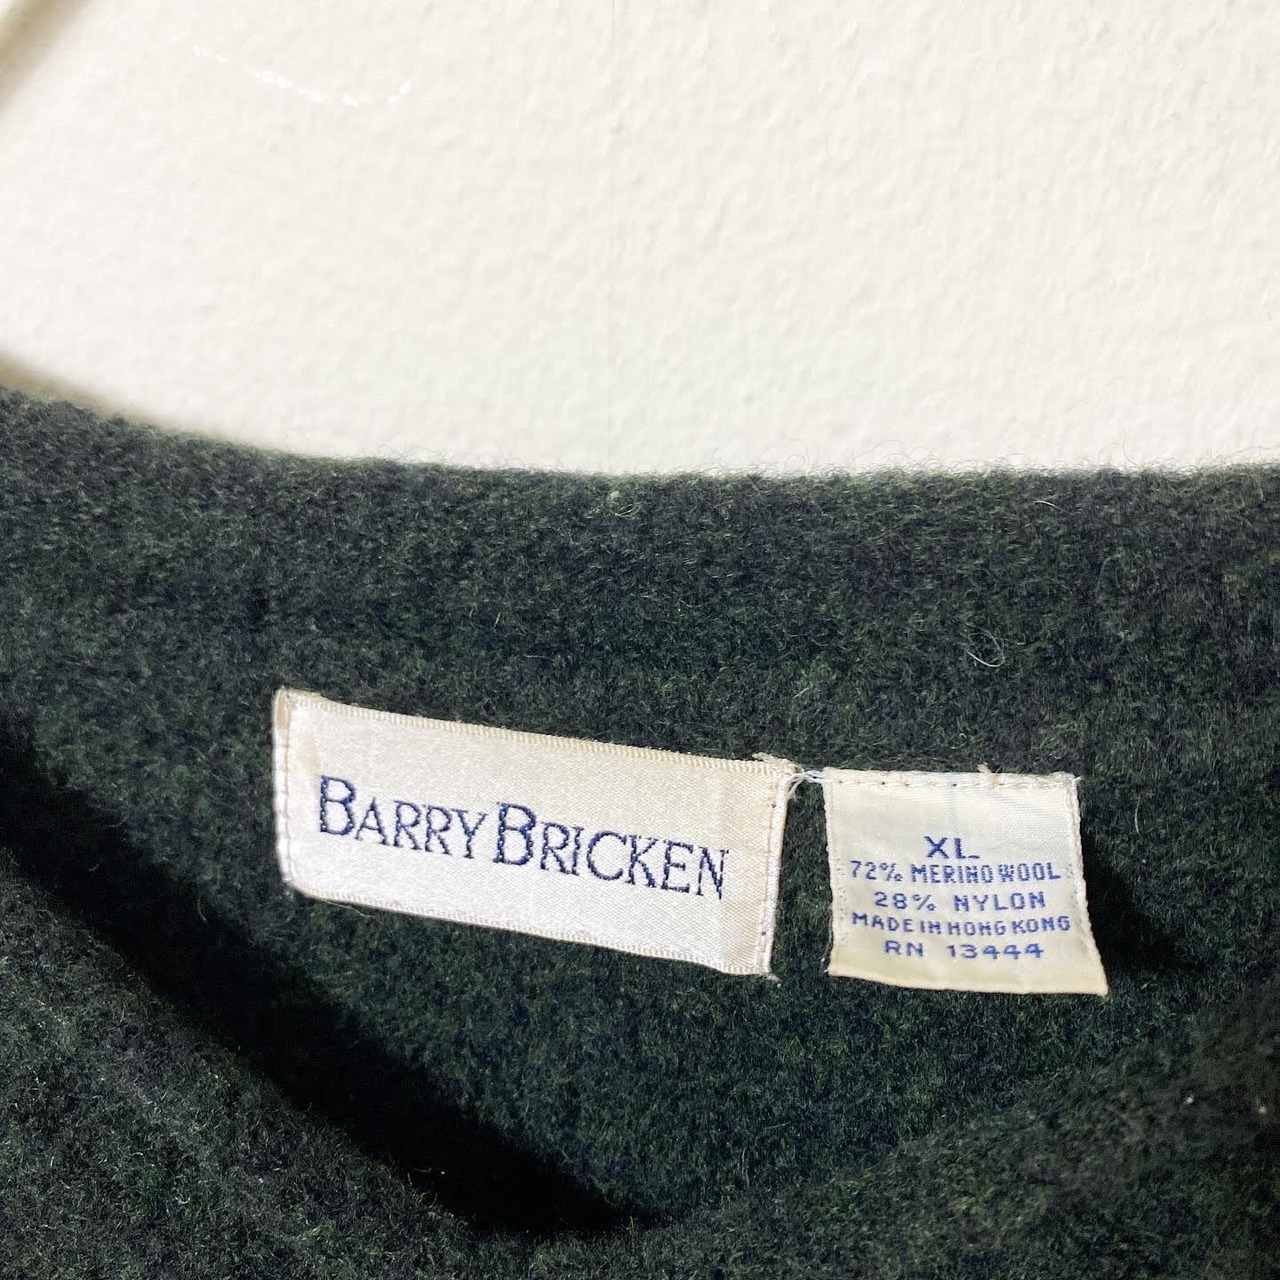 BARRY BRICKEN
XL
72% MERINO WOOL
28% NYLON
MADE IN HONG KONG
RN 13444